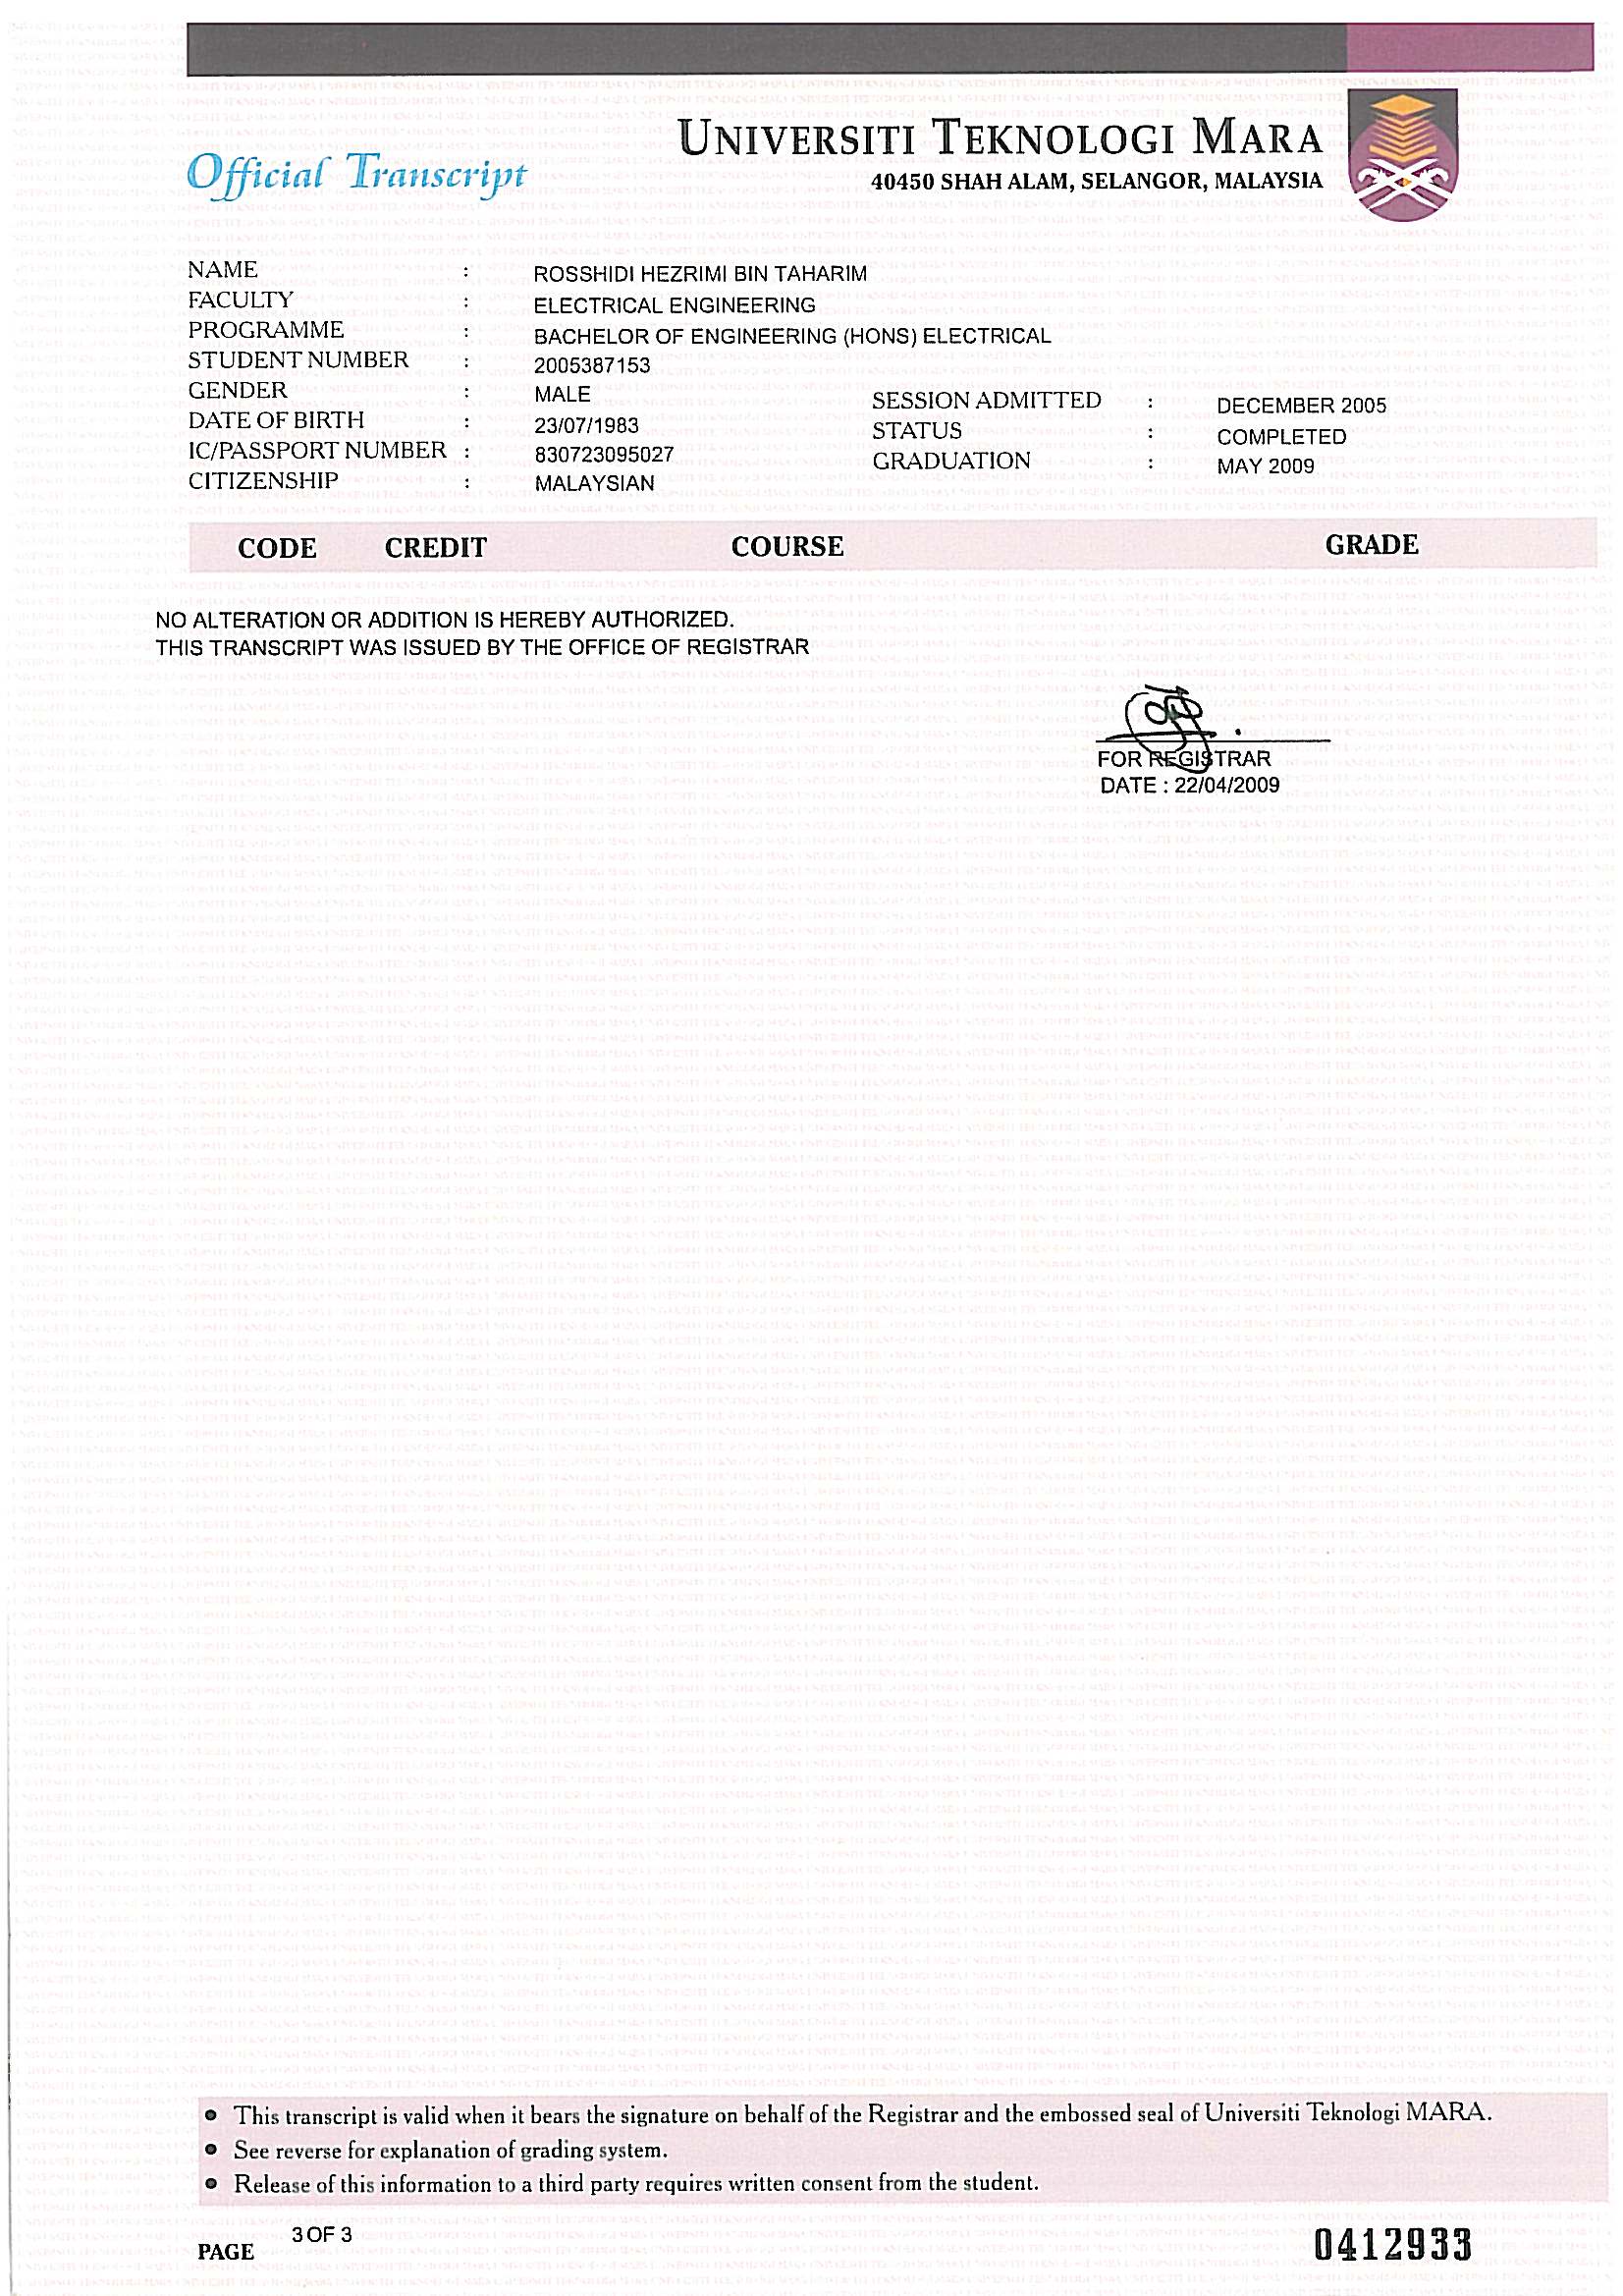 Official Transcript
UNIVERSITI TEKNOLOGI MARA
40450 SHAH ALAM, SELANGOR, MALAYSIA
NAME : ROSSHIDI HEZRIMI BIN TAHARIM
FACULTY : ELECTRICAL ENGINEERING
PROGRAMME : BACHELOR OF ENGINEERING (HONS) ELECTRICAL
STUDENT NUMBER : 2005387153
GENDER : MALE
DATE OF BIRTH : 23/07/1983
IC/PASSPORT NUMBER : 830723095027
CITIZENSHIP : MALAYSIAN
SESSION ADMITTED : DECEMBER 2005
STATUS : COMPLETED
GRADUATION : MAY 2009
CODE CREDIT COURSE GRADE
NO ALTERATION OR ADDITION IS HEREBY AUTHORIZED.
THIS TRANSCRIPT WAS ISSUED BY THE OFFICE OF REGISTRAR
FOR REGISTRAR
DATE : 22/04/2009
• This transcript is valid when it bears the signature on behalf of the Registrar and the embossed seal of Universiti Teknologi MARA.
• See reverse for explanation of grading system.
• Release of this information to a third party requires written consent from the student.
PAGE 3 OF 3
0412933